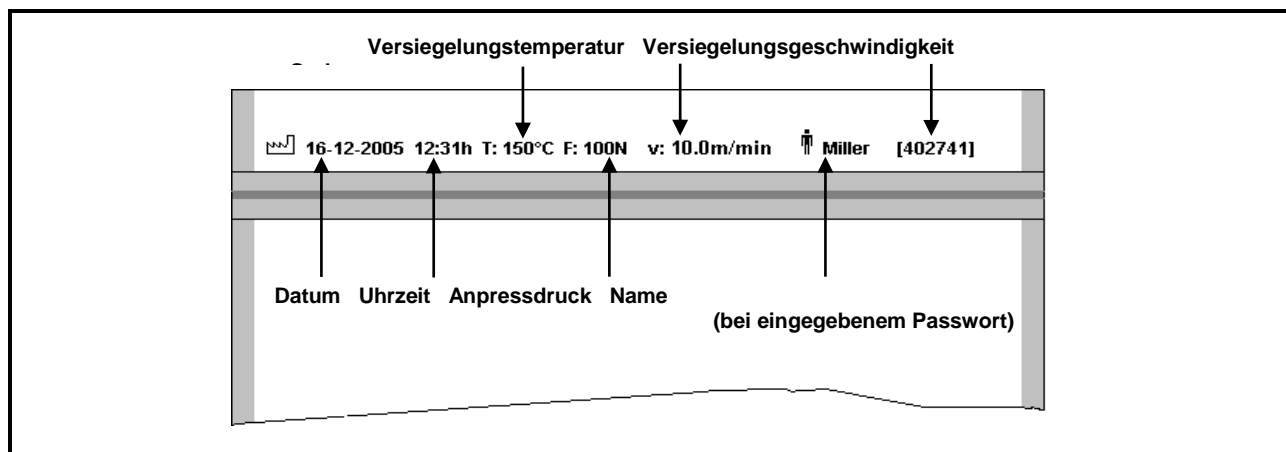 Versiegelungstemperatur Versiegelungsgeschwindigkeit
16-12-2005 12:31h T: 150°C F: 100N v: 10.0m/min Miller [402741]
Datum Uhrzeit Anpressdruck Name
(bei eingegebenem Passwort)